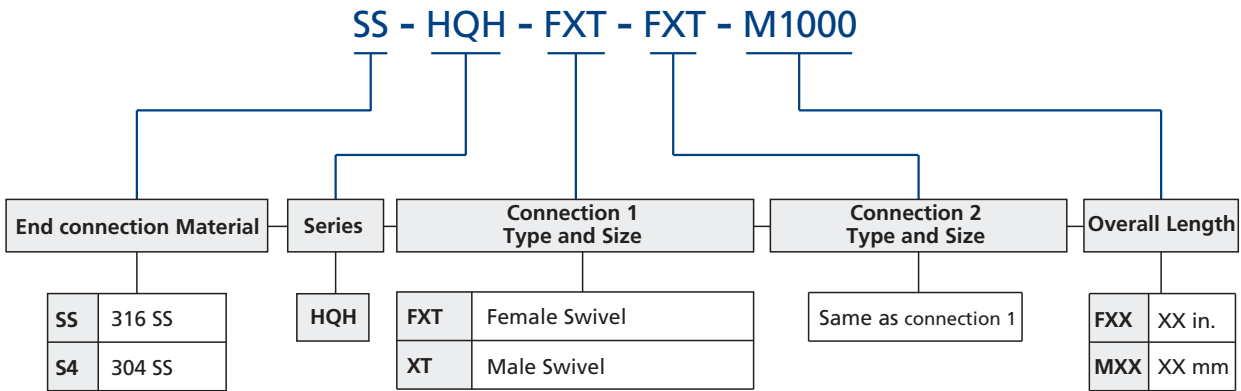 SS - HQH - FXT - FXT - M1000
End connection Material
Series
Connection 1
Type and Size
Connection 2
Type and Size
Overall Length
SS 316 SS
S4 304 SS
HQH
FXT Female Swivel
XT Male Swivel
Same as connection 1
FXX XX in.
MXX XX mm